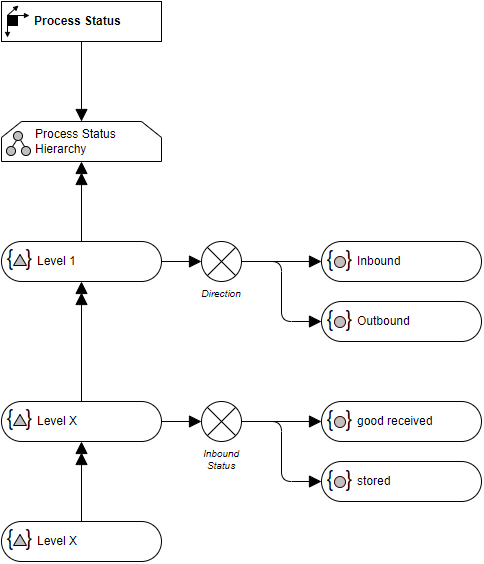 Process Status
Process Status
Hierarchy
Level 1
Direction
Inbound
Outbound
Level X
Inbound
Status
good received
stored
Level X